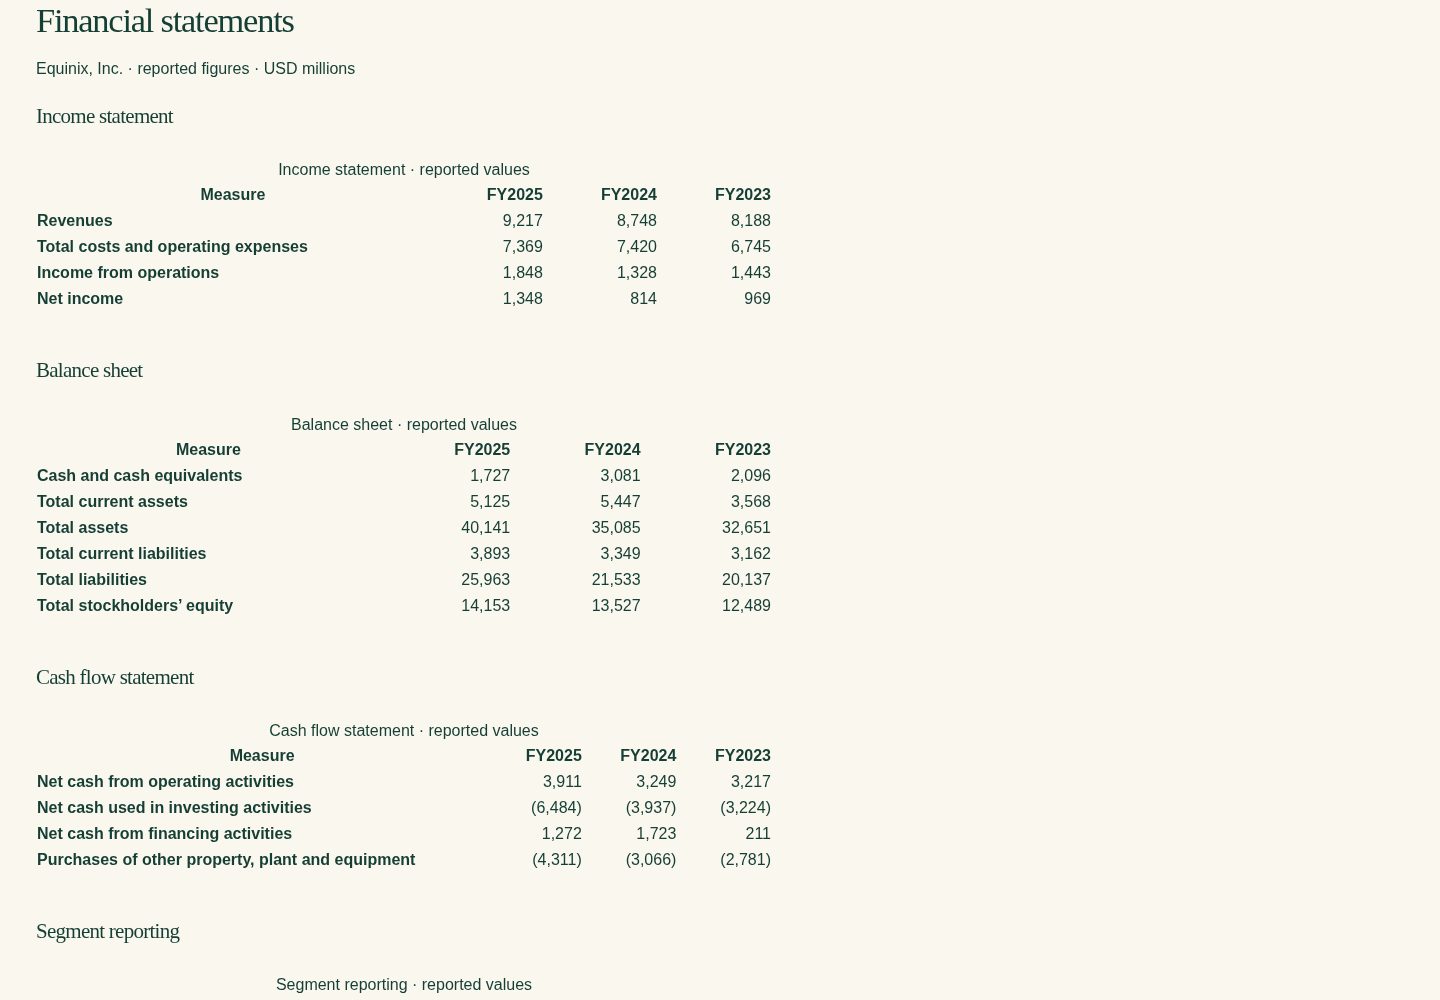 Financial statements
Equinix, Inc. · reported figures · USD millions
Income statement
Income statement · reported values
Measure FY2025 FY2024 FY2023
Revenues 9,217 8,748 8,188
Total costs and operating expenses 7,369 7,420 6,745
Income from operations 1,848 1,328 1,443
Net income 1,348 814 969
Balance sheet
Balance sheet · reported values
Measure FY2025 FY2024 FY2023
Cash and cash equivalents 1,727 3,081 2,096
Total current assets 5,125 5,447 3,568
Total assets 40,141 35,085 32,651
Total current liabilities 3,893 3,349 3,162
Total liabilities 25,963 21,533 20,137
Total stockholders’ equity 14,153 13,527 12,489
Cash flow statement
Cash flow statement · reported values
Measure FY2025 FY2024 FY2023
Net cash from operating activities 3,911 3,249 3,217
Net cash used in investing activities (6,484) (3,937) (3,224)
Net cash from financing activities 1,272 1,723 211
Purchases of other property, plant and equipment (4,311) (3,066) (2,781)
Segment reporting
Segment reporting · reported values